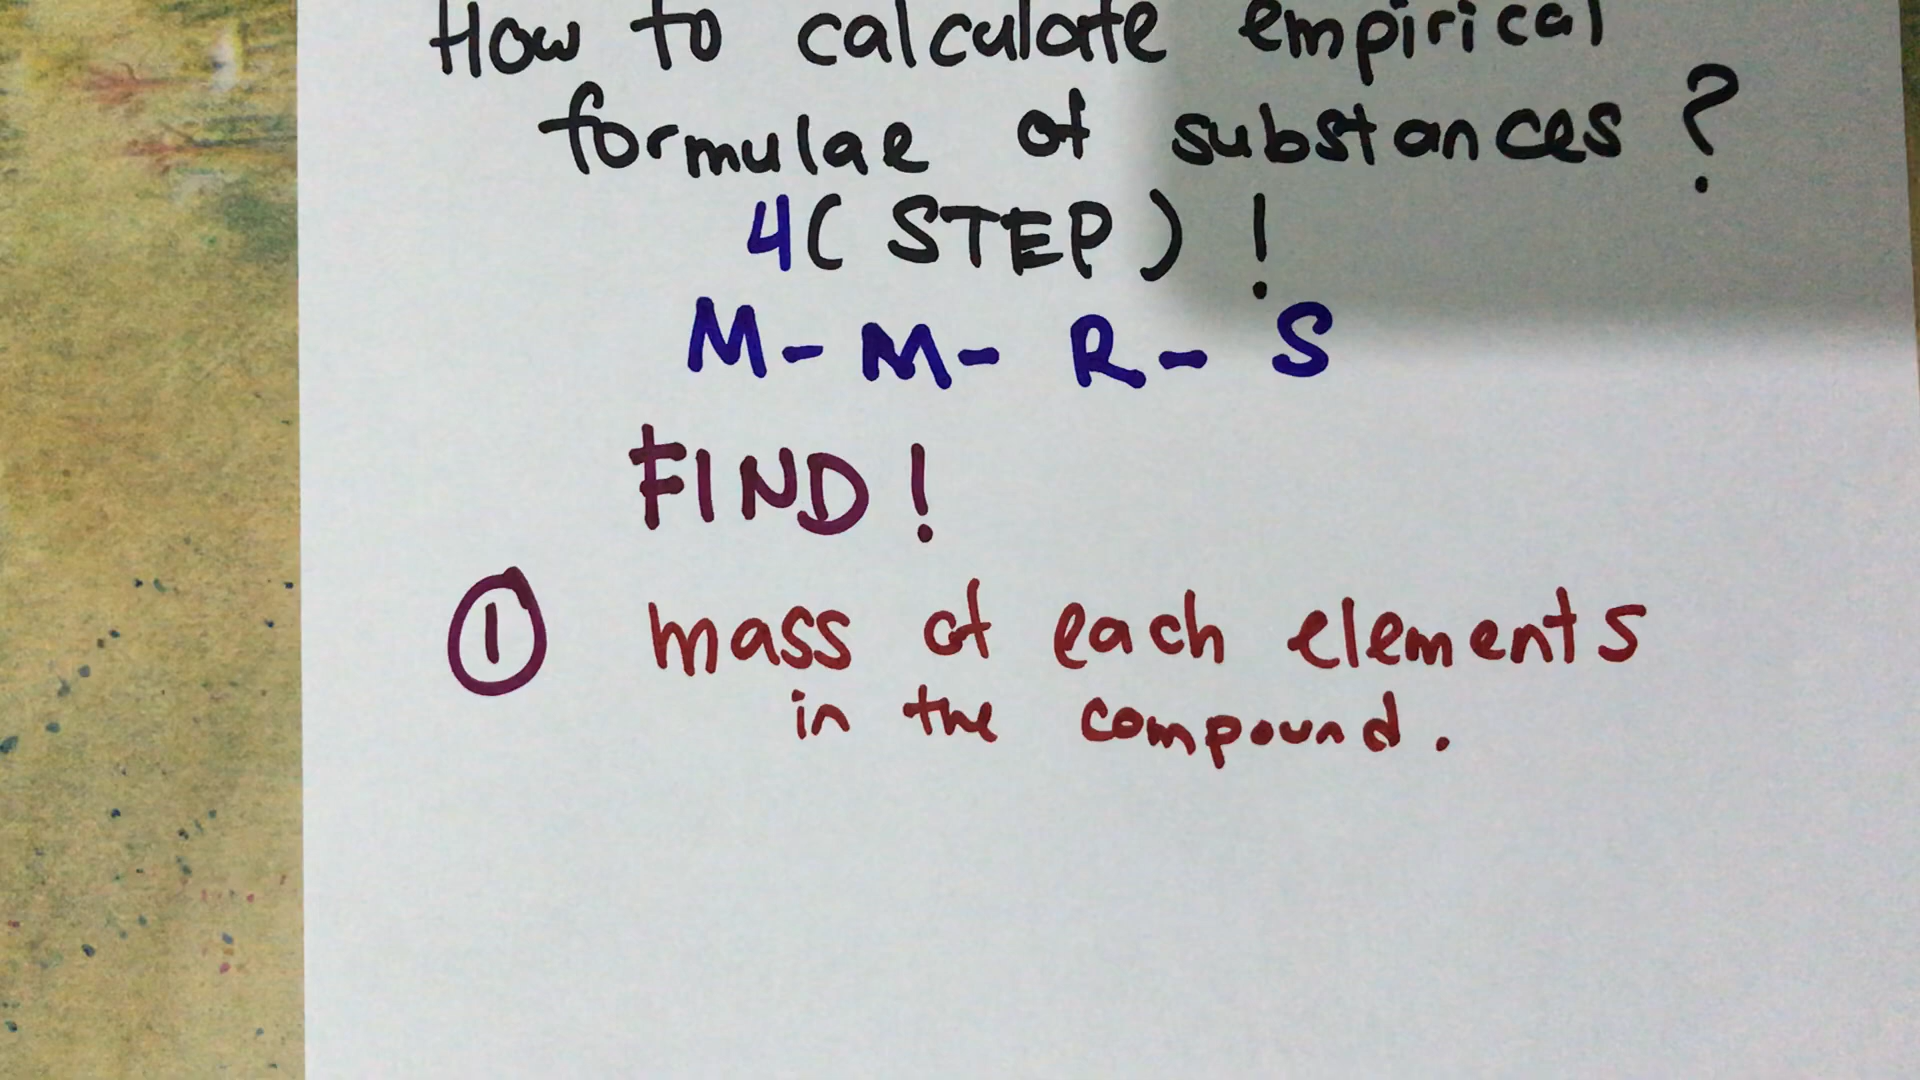 How to calculate empirical
formulae of substances ?
4( STEP ) !
M - M - R - S
FIND !
1 mass of each elements
in the compound .